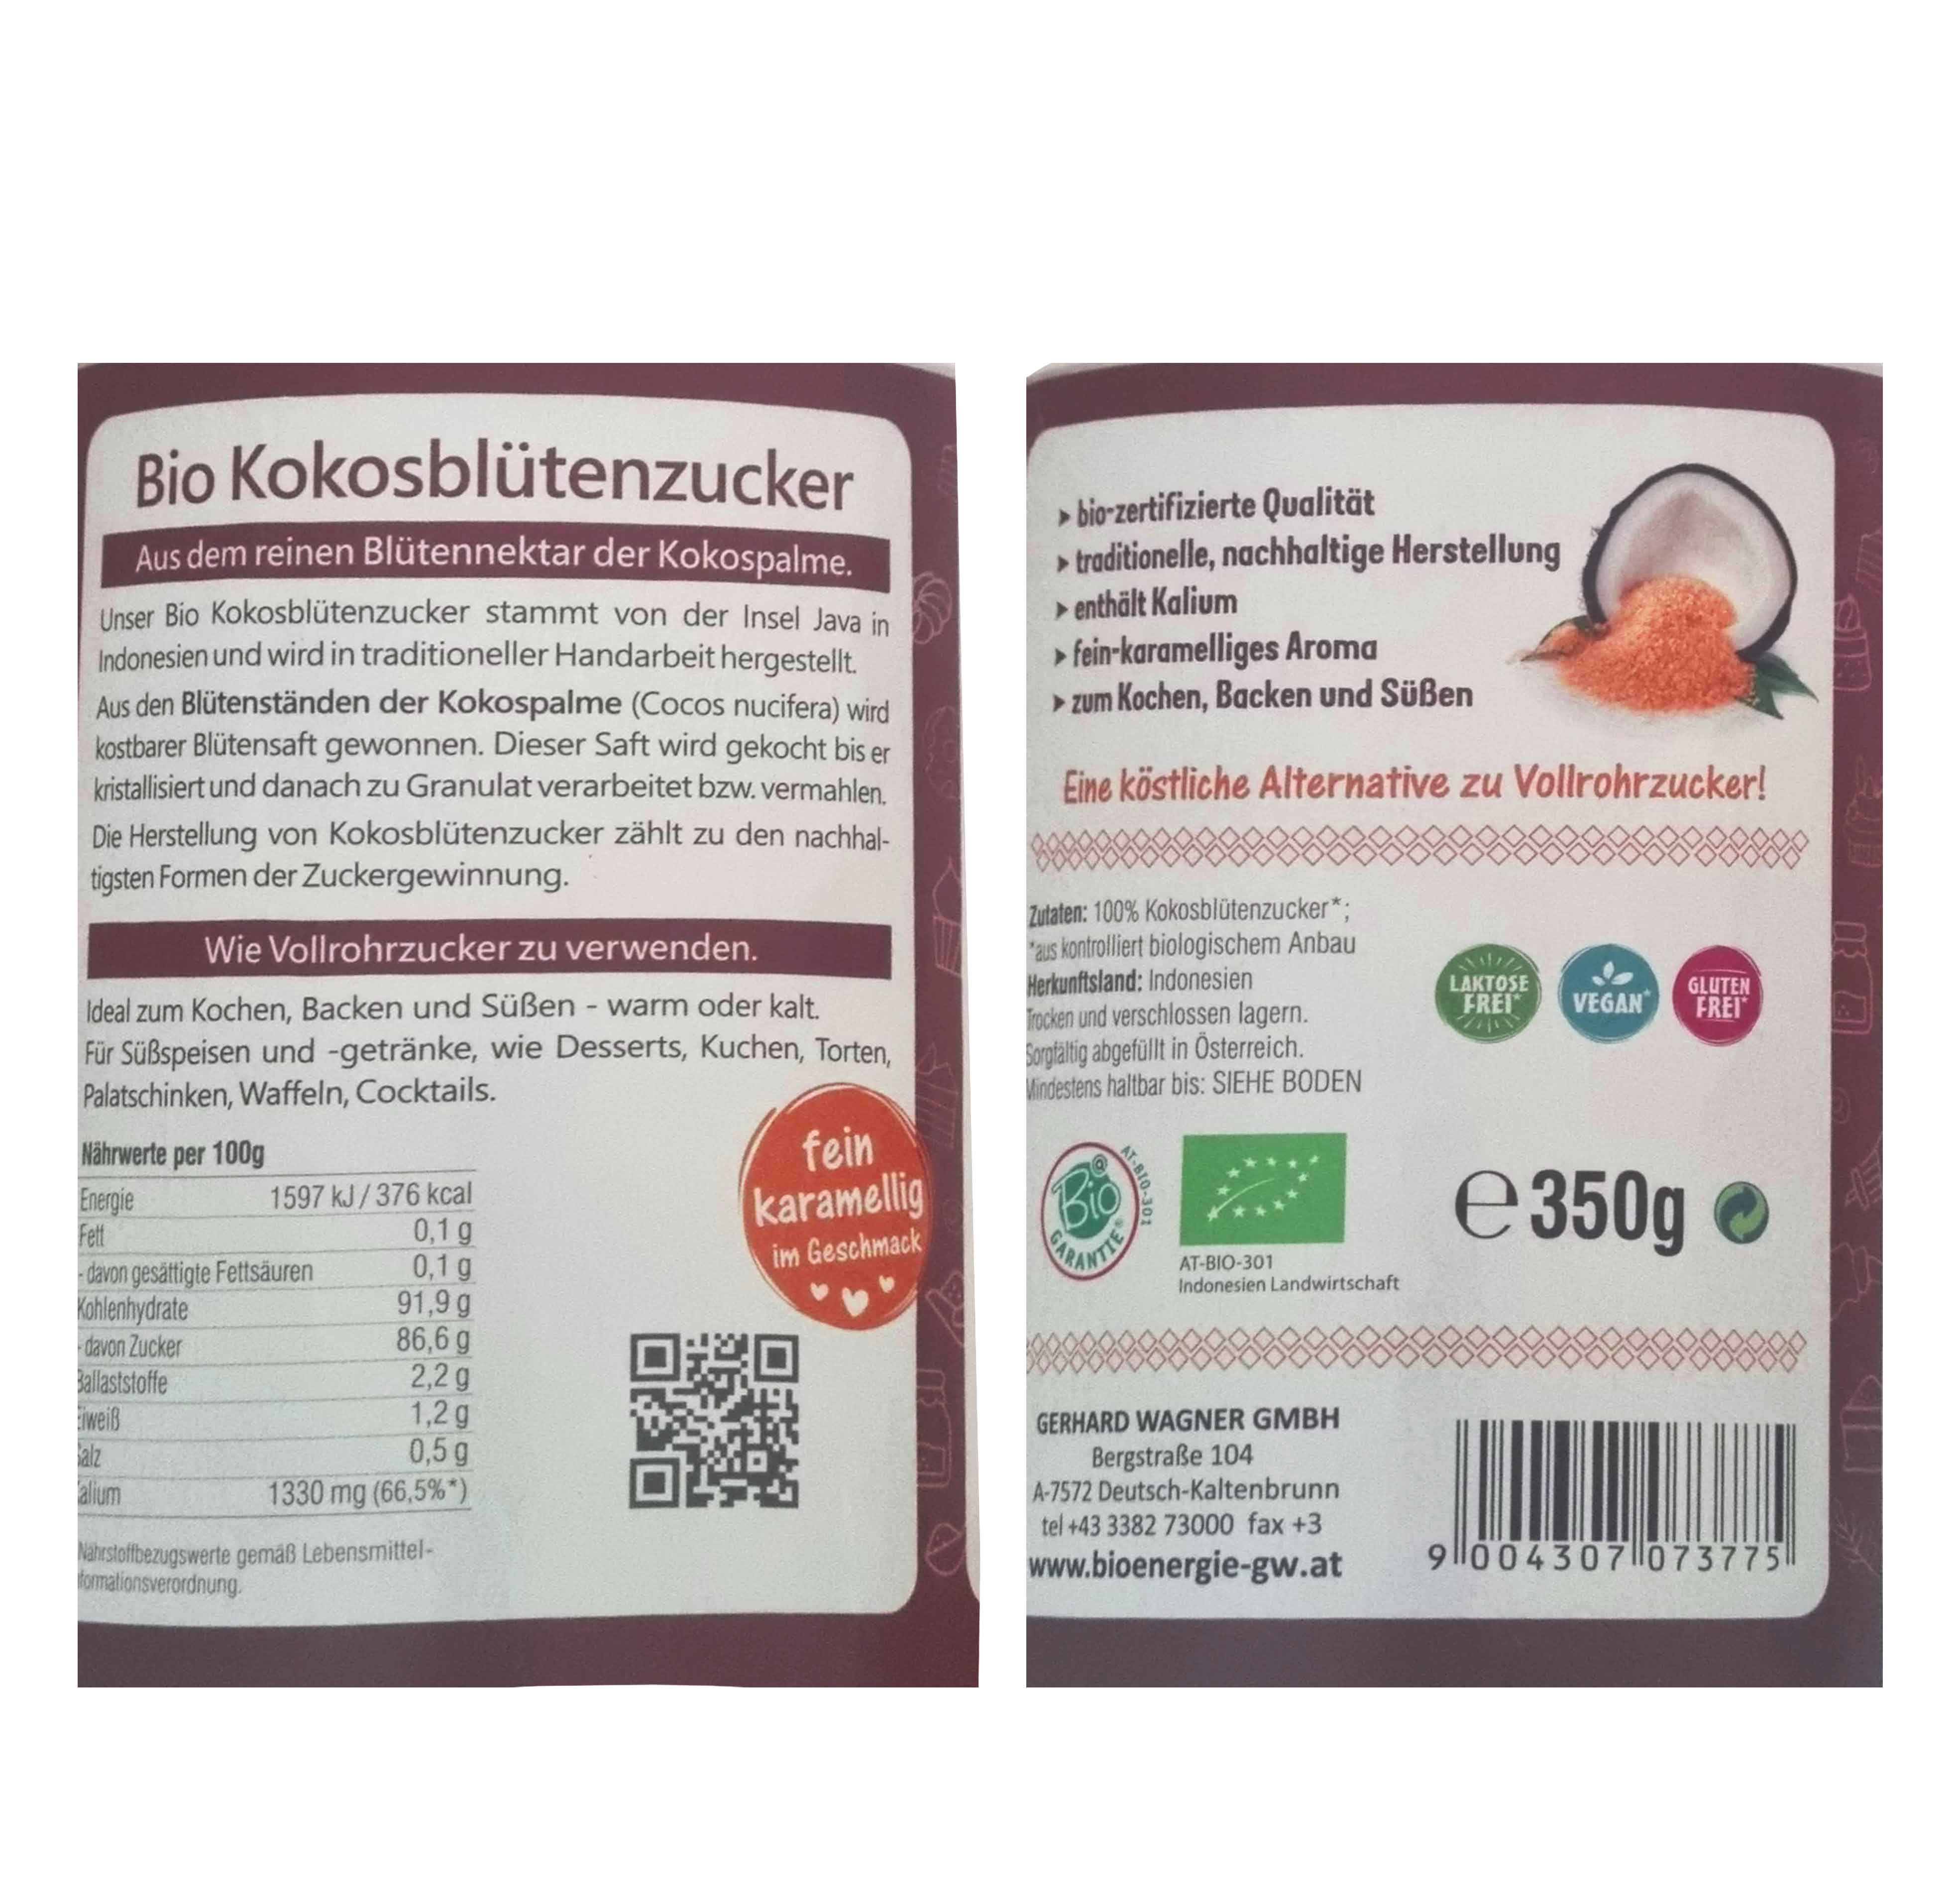 Bio Kokosblütenzucker
Aus dem reinen Blütennektar der Kokospalme.
Unser Bio Kokosblütenzucker stammt von der Insel Java in
Indonesien und wird in traditioneller Handarbeit hergestellt.
Aus den Blütenständen der Kokospalme (Cocos nucifera) wird
kostbarer Blütensaft gewonnen. Dieser Saft wird gekocht bis er
kristallisiert und danach zu Granulat verarbeitet bzw. vermahlen.
Die Herstellung von Kokosblütenzucker zählt zu den nachhal-
tigsten Formen der Zuckergewinnung.
Wie Vollrohrzucker zu verwenden.
Ideal zum Kochen, Backen und Süßen - warm oder kalt.
Für Süßspeisen und -getränke, wie Desserts, Kuchen, Torten,
Palatschinken, Waffeln, Cocktails.
fein
karamellig
im Geschmack
Nährwerte per 100g
Energie 1597 kJ / 376 kcal
Fett 0,1 g
- davon gesättigte Fettsäuren 0,1 g
Kohlenhydrate 91,9 g
- davon Zucker 86,6 g
Ballaststoffe 2,2 g
Eiweiß 1,2 g
Salz 0,5 g
alium 1330 mg (66,5%*)
Nährstoffbezugswerte gemäß Lebensmittel-
formationsverordnung.
▸ bio-zertifizierte Qualität
▸ traditionelle, nachhaltige Herstellung
▸ enthält Kalium
▸ fein-karamelliges Aroma
▸ zum Kochen, Backen und Süßen
Eine köstliche Alternative zu Vollrohrzucker!
Zutaten: 100% Kokosblütenzucker*;
*aus kontrolliert biologischem Anbau
Herkunftsland: Indonesien
Trocken und verschlossen lagern.
Sorgfältig abgefüllt in Österreich.
Mindestens haltbar bis: SIEHE BODEN
LAKTOSE
FREI*
VEGAN*
GLUTEN
FREI*
Bio
GARANTIE®
AT-BIO-301
AT-BIO-301
Indonesien Landwirtschaft
e 350g
GERHARD WAGNER GMBH
Bergstraße 104
A-7572 Deutsch-Kaltenbrunn
tel +43 3382 73000 fax +3
www.bioenergie-gw.at
9 004307 073775